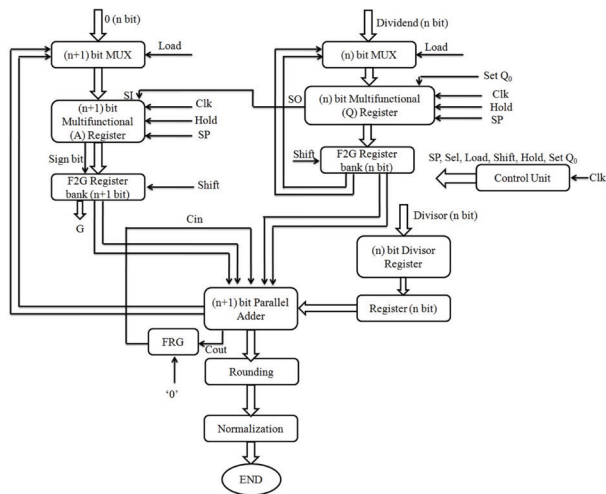 0 (n bit)
Dividend (n bit)
(n+1) bit MUX
Load
(n) bit MUX
Load
SI
SO
Set Q0
(n+1) bit
Multifunctional
(A) Register
Clk
Hold
SP
(n) bit Multifunctional
(Q) Register
Clk
Hold
SP
Sign bit
Shift
F2G Register
bank (n bit)
SP, Sel, Load, Shift, Hold, Set Q0
F2G Register
bank (n+1 bit)
Shift
Control Unit
Clk
G
Cin
Divisor (n bit)
(n) bit Divisor
Register
(n+1) bit Parallel
Adder
Register (n bit)
FRG
Cout
'0'
Rounding
Normalization
END